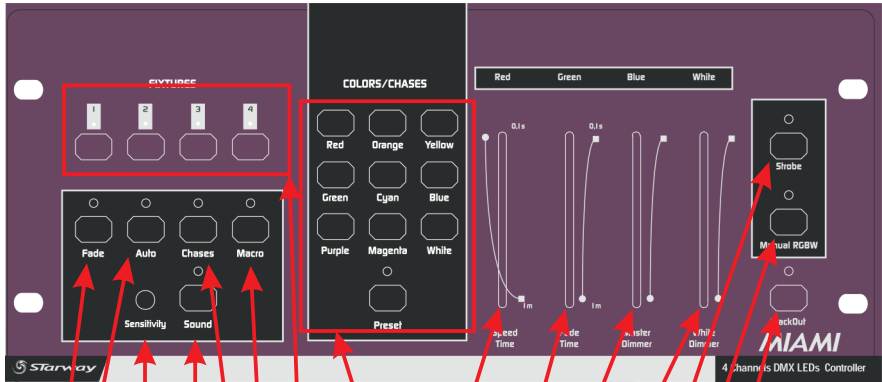 FIXTURES
1 2 3 4
COLORS/CHASES
Red Orange Yellow
Green Cyan Blue
Purple Magenta White
Preset
Red Green Blue White
0,1s 0,1s
1m 1m
Speed Time
Fade Time
Master Dimmer
White Dimmer
Strobe
Manual RGBW
BlackOut
Fade Auto Chases Macro
Sensitivity Sound
STarway
MIAMI
4 Channels DMX LEDs Controller